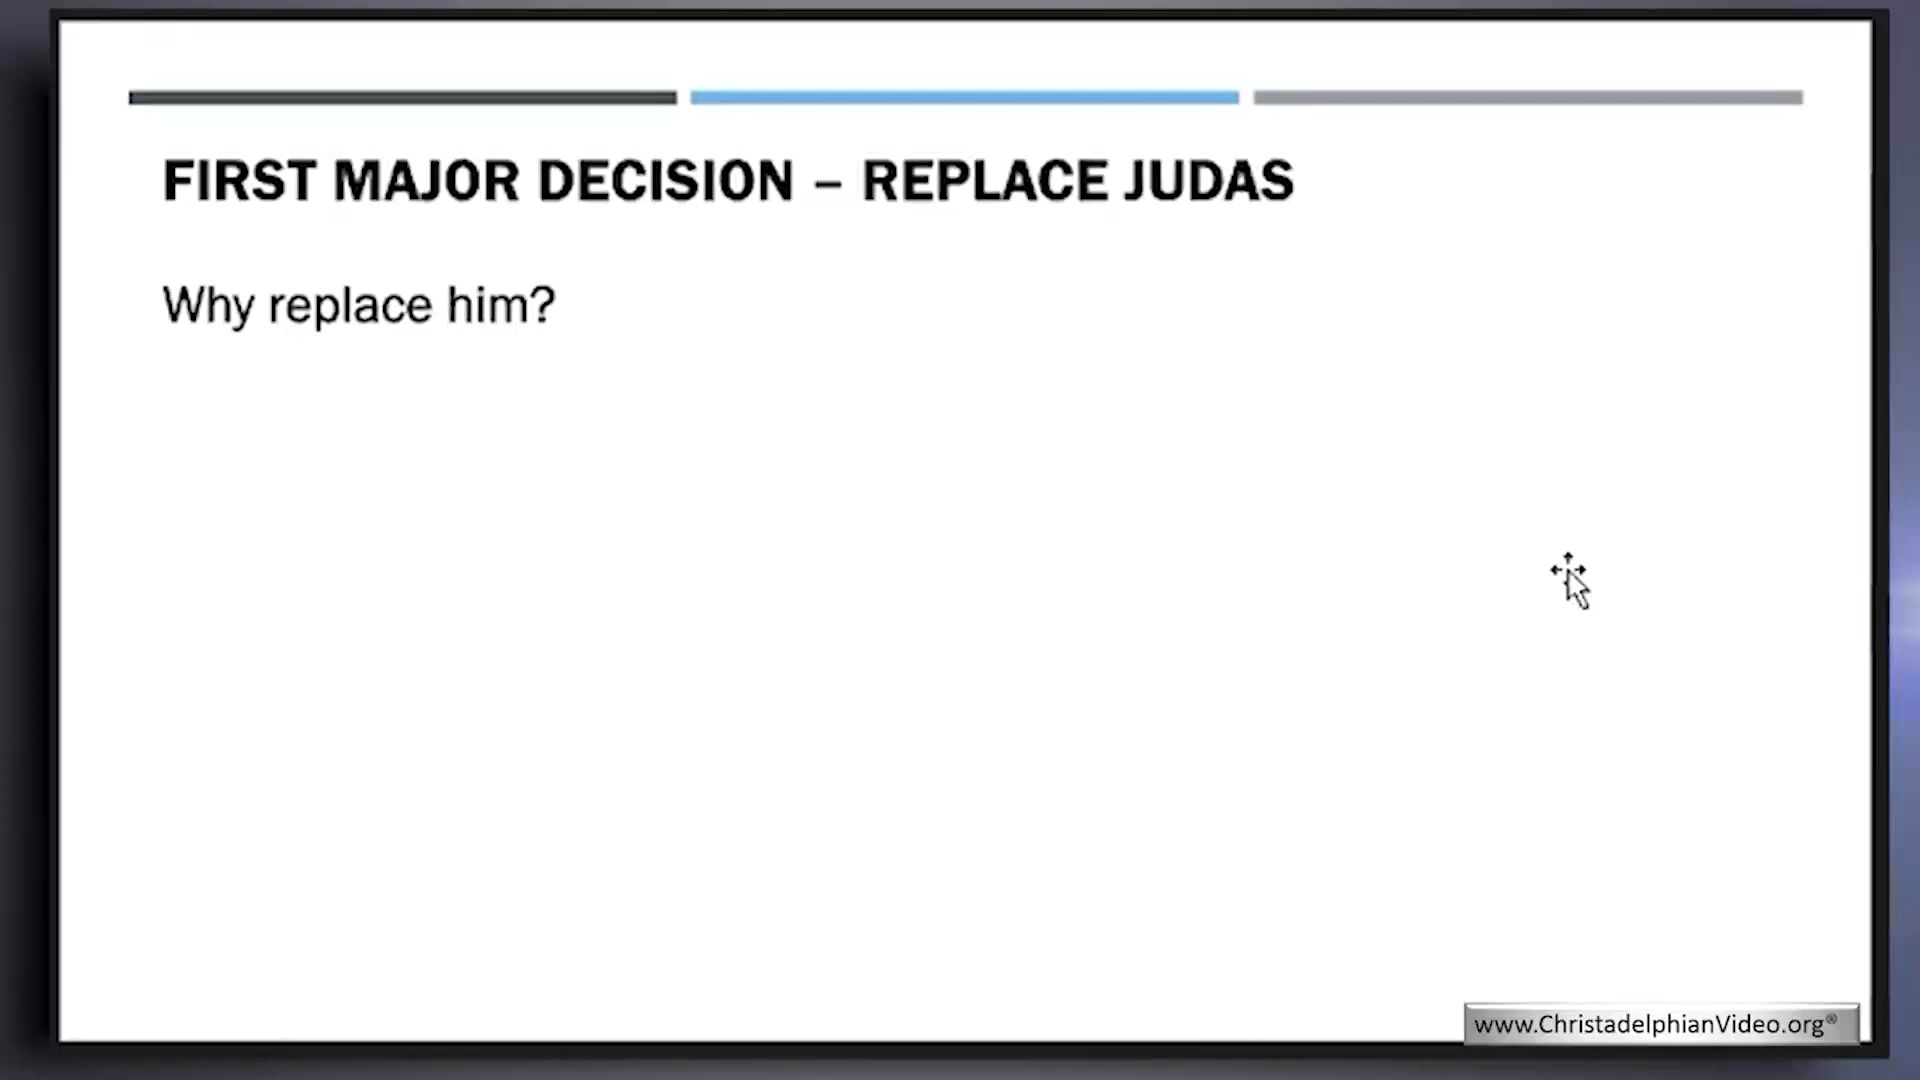 FIRST MAJOR DECISION – REPLACE JUDAS
Why replace him?
www.ChristadelphianVideo.org®